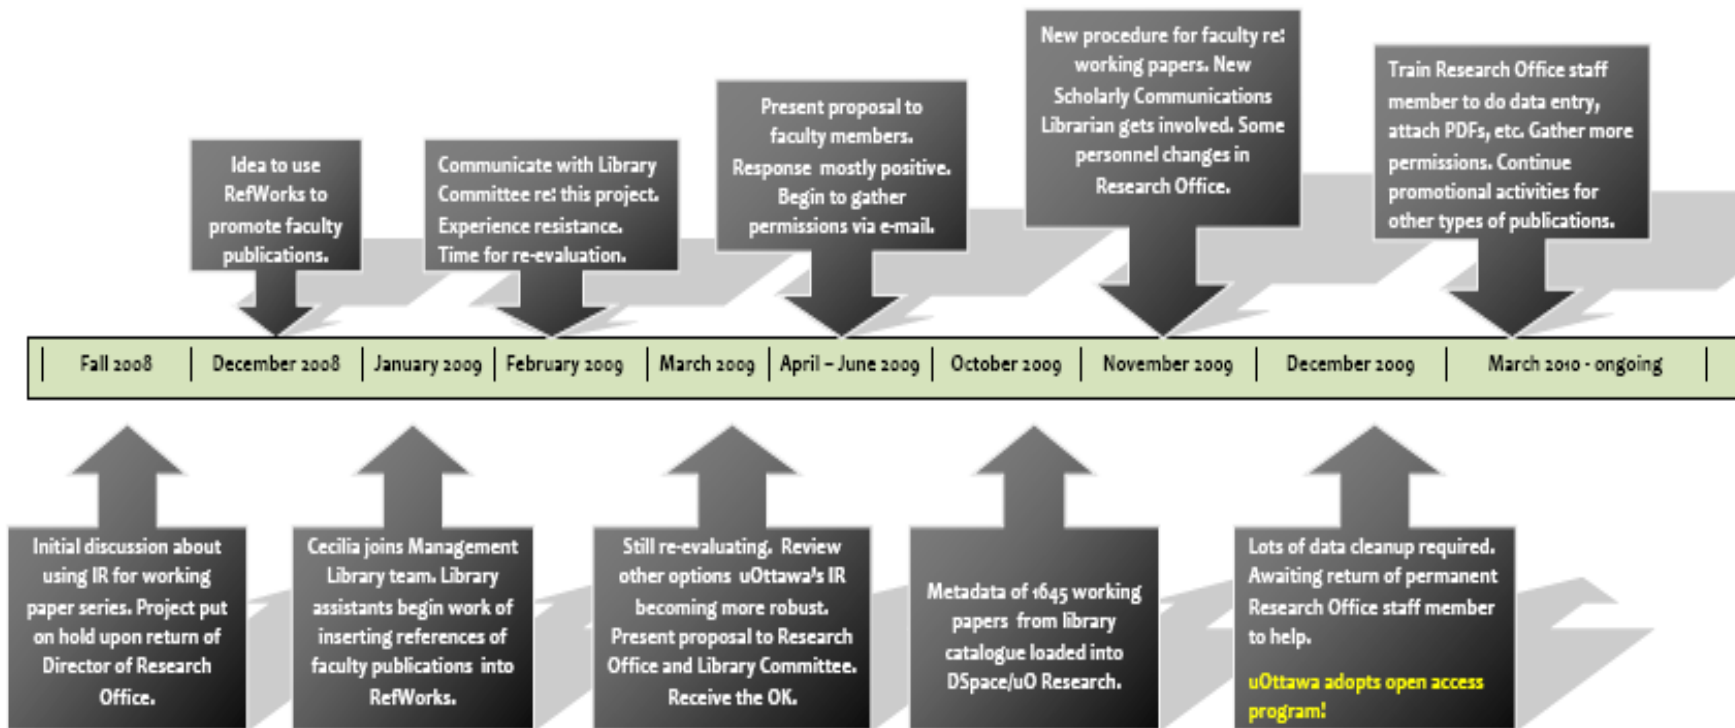 Idea to use
RefWorks to
promote faculty
publications.
Communicate with Library
Committee re: this project.
Experience resistance.
Time for re-evaluation.
Present proposal to
faculty members.
Response mostly positive.
Begin to gather
permissions via e-mail.
New procedure for faculty re:
working papers. New
Scholarly Communications
Librarian gets involved. Some
personnel changes in
Research Office.
Train Research Office staff
member to do data entry,
attach PDFs, etc. Gather more
permissions. Continue
promotional activities for
other types of publications.
Fall 2008
December 2008
January 2009
February 2009
March 2009
April – June 2009
October 2009
November 2009
December 2009
March 2010 - ongoing
Initial discussion about
using IR for working
paper series. Project put
on hold upon return of
Director of Research
Office.
Cecilia joins Management
Library team. Library
assistants begin work of
inserting references of
faculty publications into
RefWorks.
Still re-evaluating. Review
other options uOttawa's IR
becoming more robust.
Present proposal to Research
Office and Library Committee.
Receive the OK.
Metadata of 1645 working
papers from library
catalogue loaded into
DSpace/uO Research.
Lots of data cleanup required.
Awaiting return of permanent
Research Office staff member
to help.
uOttawa adopts open access
program!